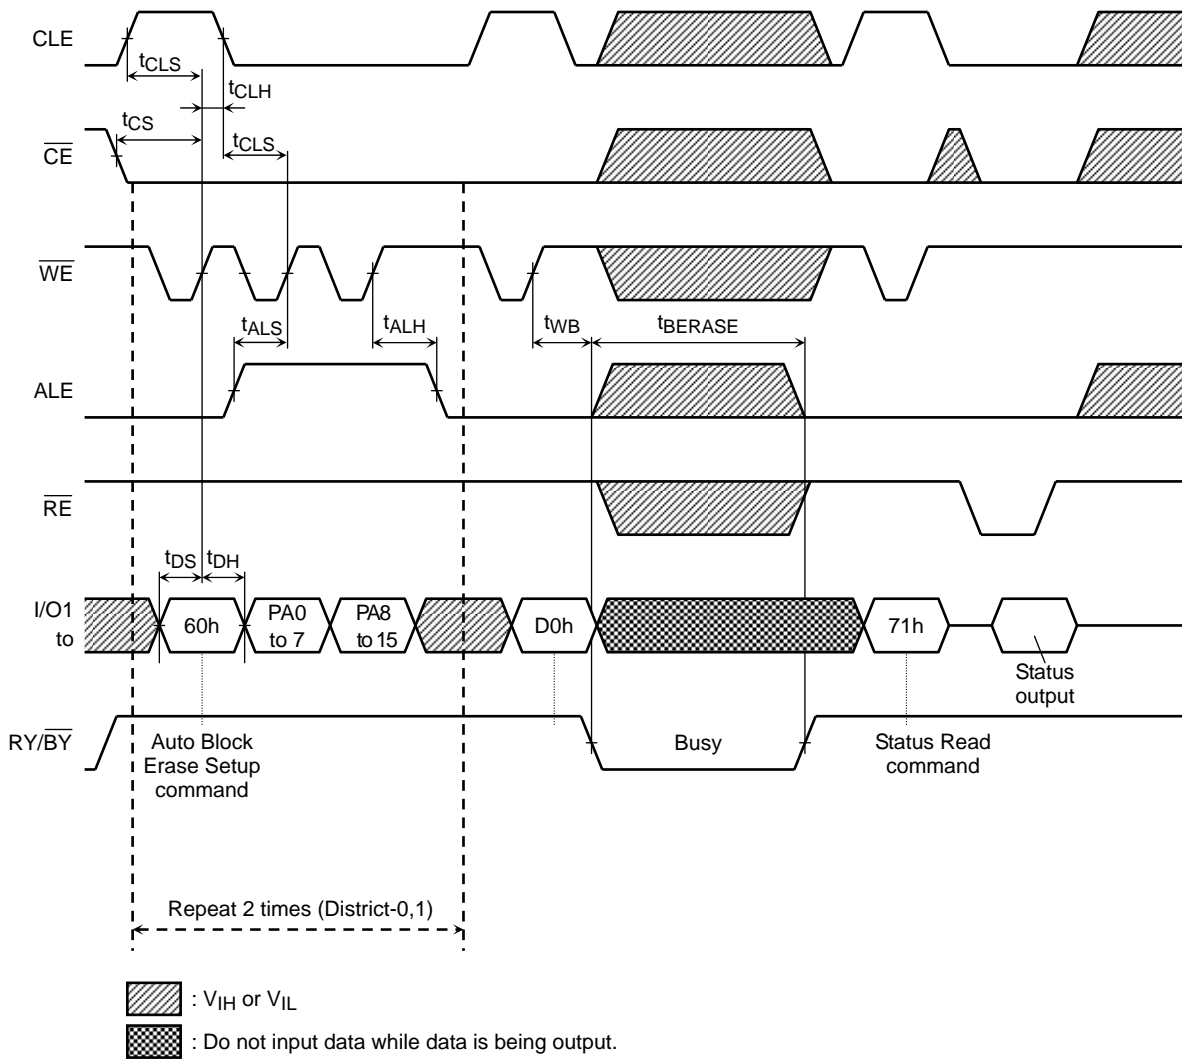 CLE
tCLS
tCLH
tCS
tCLS
CE
WE
tALS
tALH
tWB
tBERASE
ALE
RE
tDS
tDH
I/O1
to
60h
PA0
to 7
PA8
to 15
D0h
71h
Status
output
RY/BY
Auto Block
Erase Setup
command
Busy
Status Read
command
Repeat 2 times (District-0,1)
: VIH or VIL
: Do not input data while data is being output.